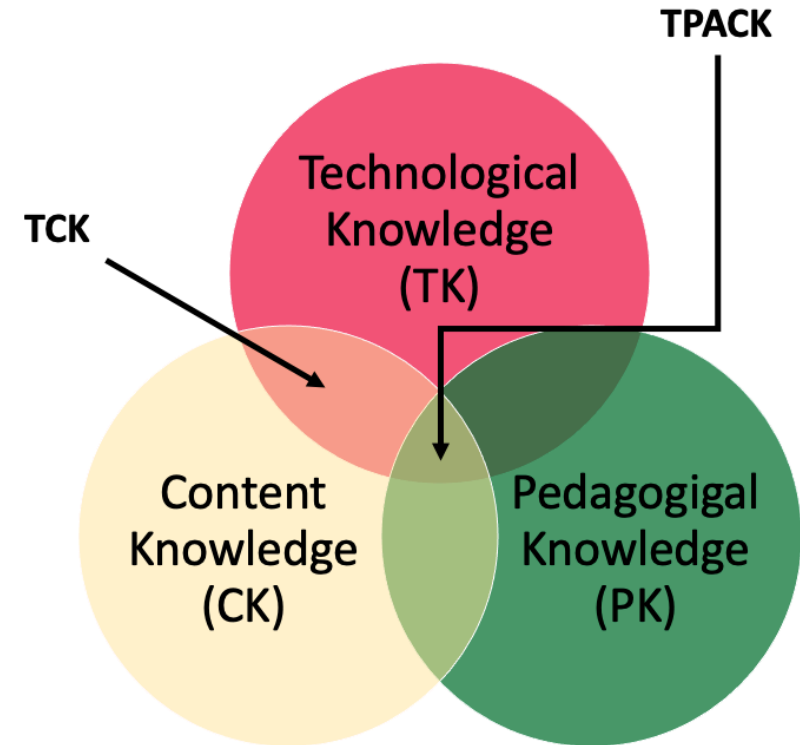 TPACK
Technological
Knowledge
(TK)
TCK
Content
Knowledge
(CK)
Pedagogigal
Knowledge
(PK)